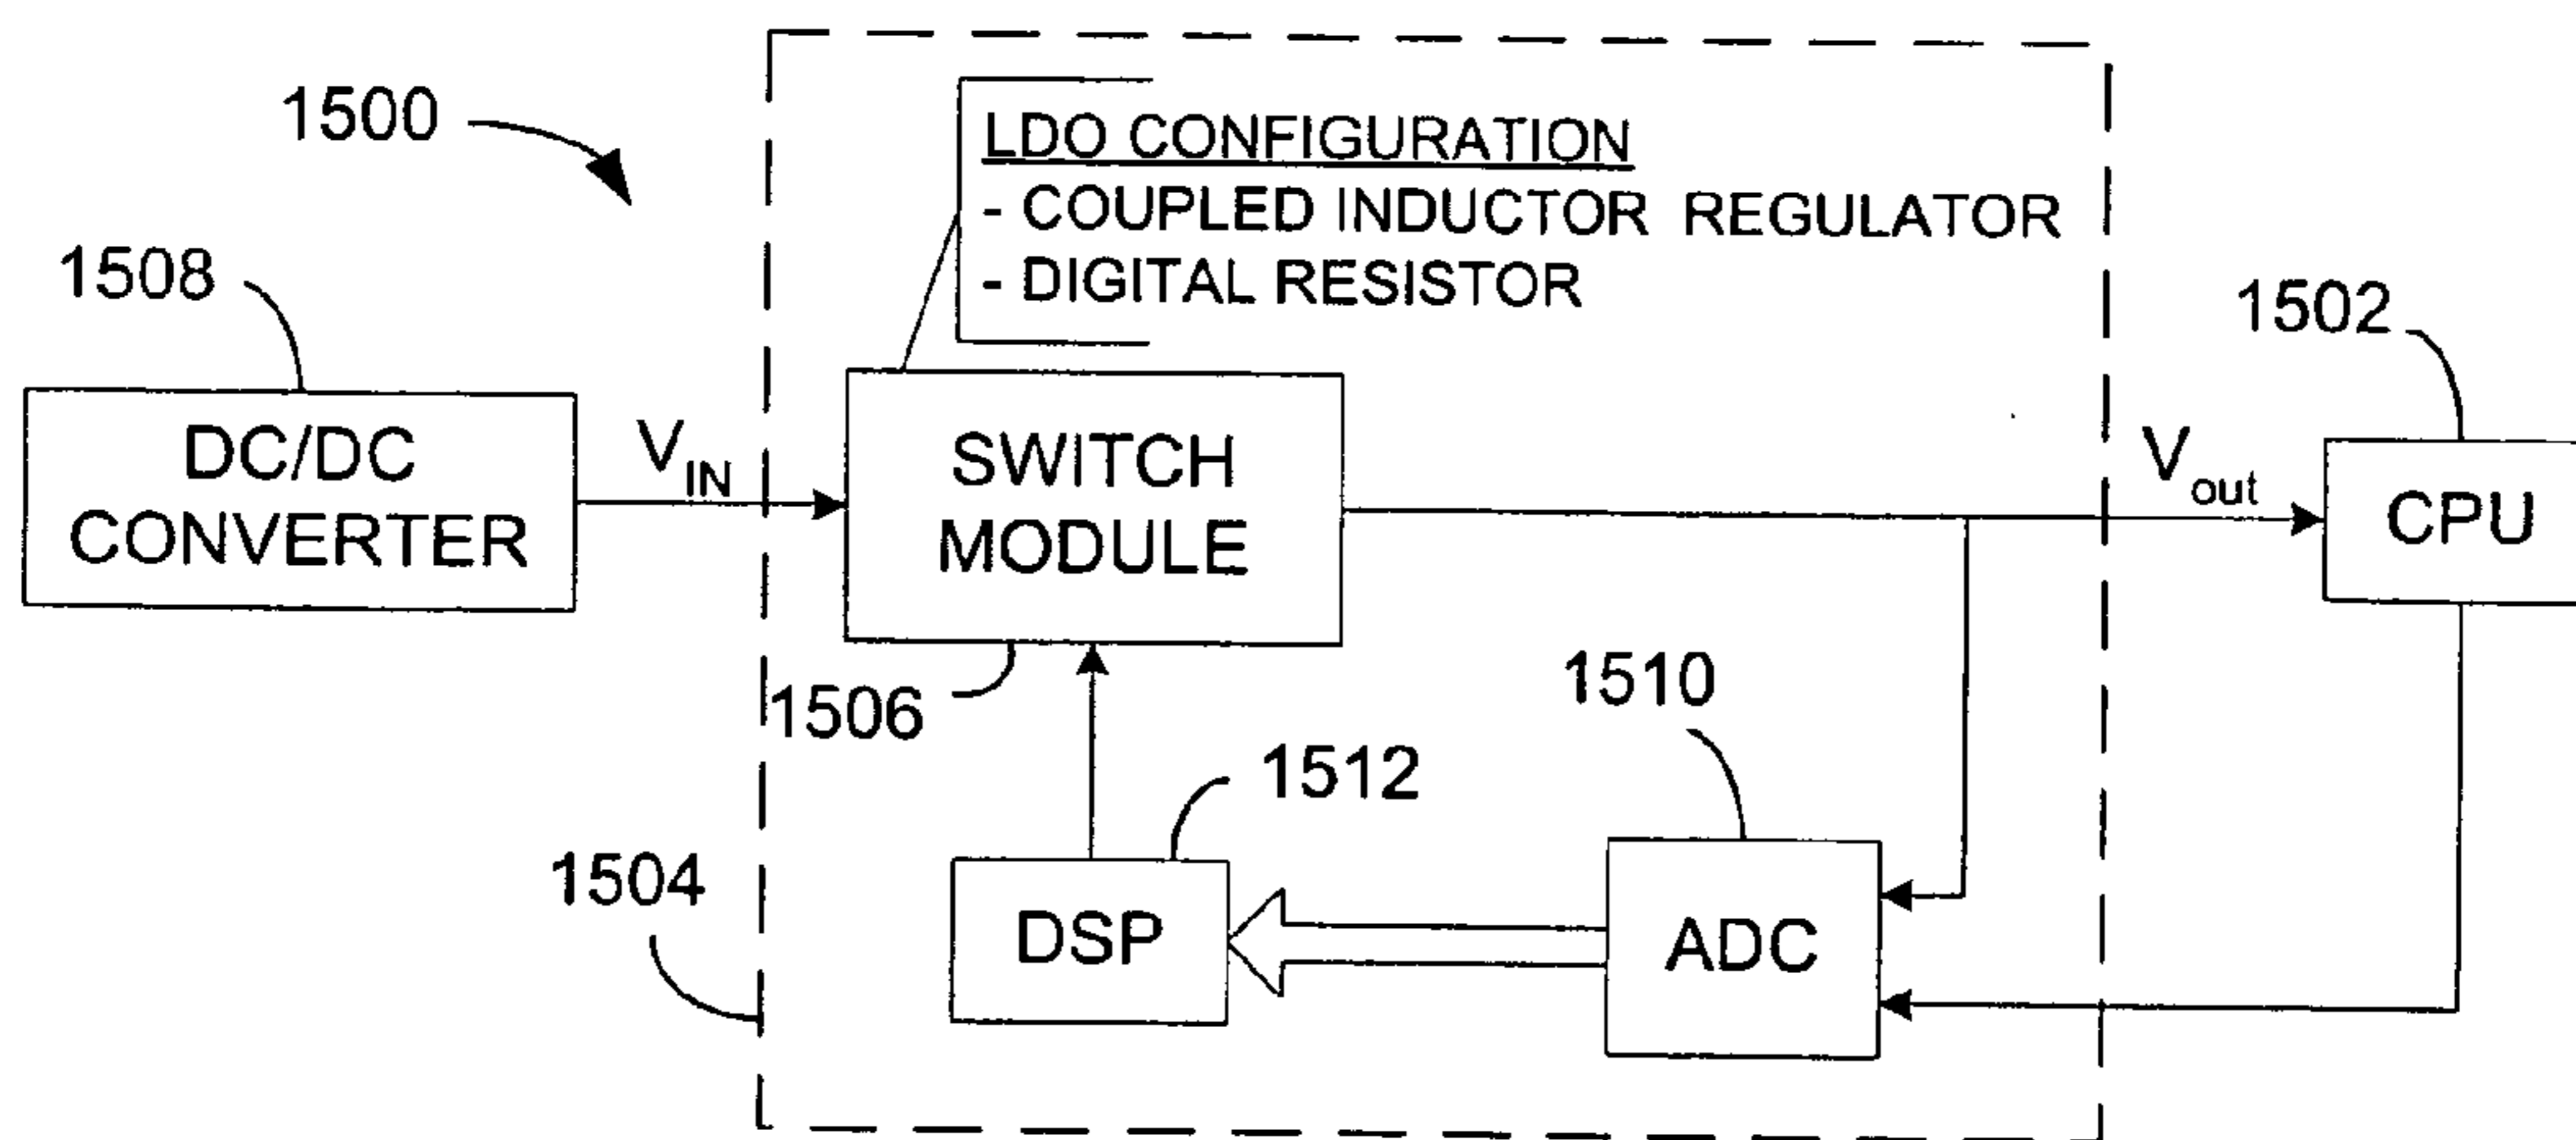 1500
LDO CONFIGURATION
- COUPLED INDUCTOR REGULATOR
- DIGITAL RESISTOR
1508
1502
DC/DC
CONVERTER
VIN
SWITCH
MODULE
Vout
CPU
1506
1510
1512
1504
DSP
ADC